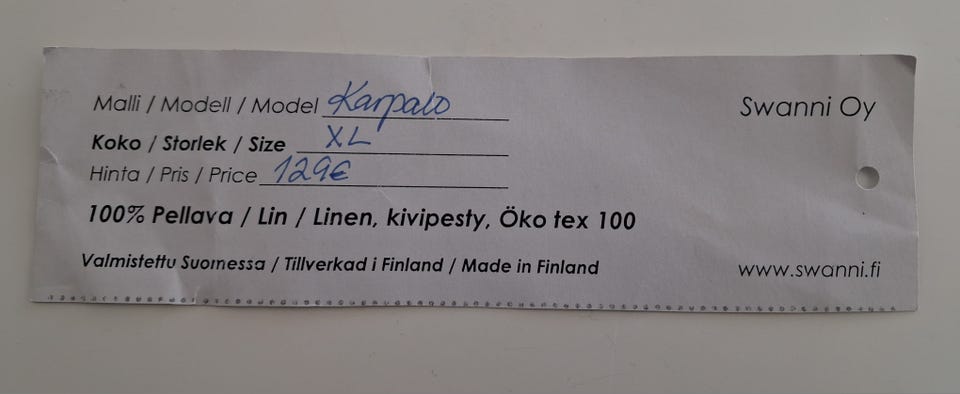 Malli / Modell / Model Karpalo
Swanni Oy
Koko / Storlek / Size XL
Hinta / Pris / Price 129€
100% Pellava / Lin / Linen, kivipesty, Öko tex 100
Valmistettu Suomessa / Tillverkad i Finland / Made in Finland
www.swanni.fi